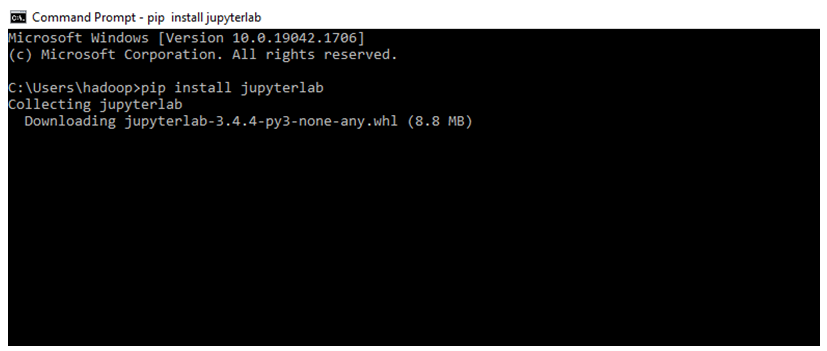 Command Prompt - pip  install jupyterlab
Microsoft Windows [Version 10.0.19042.1706]
(c) Microsoft Corporation. All rights reserved.
C:\Users\hadoop>pip install jupyterlab
Collecting jupyterlab
  Downloading jupyterlab-3.4.4-py3-none-any.whl (8.8 MB)